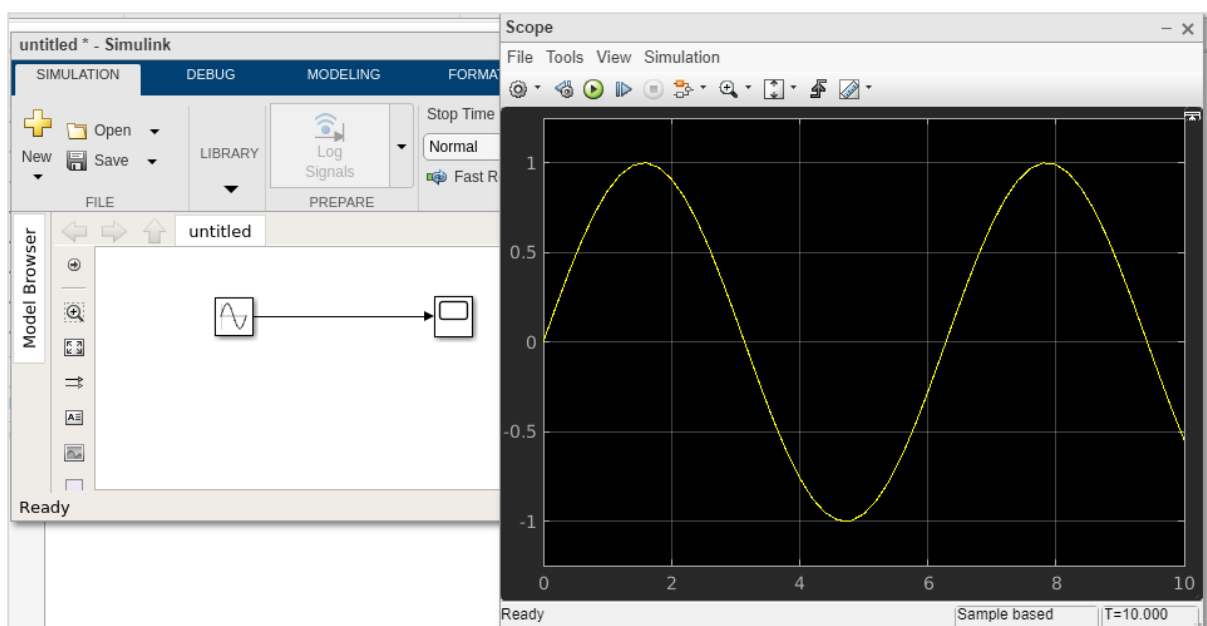 untitled * - Simulink
SIMULATION DEBUG MODELING FORMA
New
Open
Save
FILE
LIBRARY
Log
Signals
PREPARE
Stop Time
Normal
Fast R
Model Browser
untitled
A
Ready
Scope
File Tools View Simulation
1
0.5
0
-0.5
-1
0 2 4 6 8 10
Ready Sample based T=10.000